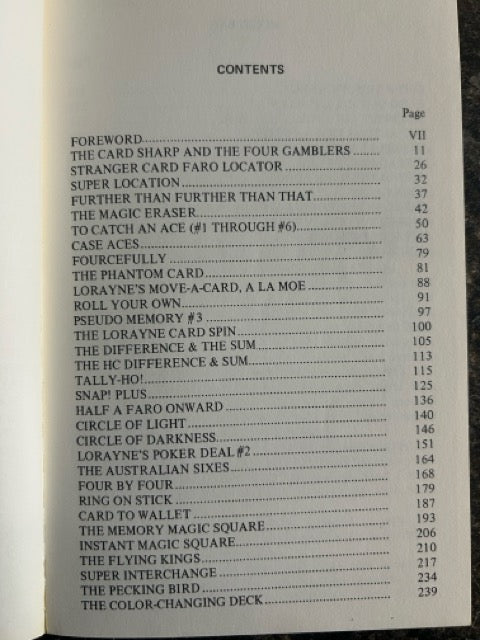 CONTENTS
Page
FOREWORD VII
THE CARD SHARP AND THE FOUR GAMBLERS 11
STRANGER CARD FARO LOCATOR 26
SUPER LOCATION 32
FURTHER THAN FURTHER THAN THAT 37
THE MAGIC ERASER 42
TO CATCH AN ACE (#1 THROUGH #6) 50
CASE ACES 63
FOURCEFULLY 79
THE PHANTOM CARD 81
LORAYNE'S MOVE-A-CARD, A LA MOE 88
ROLL YOUR OWN 91
PSEUDO MEMORY #3 97
THE LORAYNE CARD SPIN 100
THE DIFFERENCE & THE SUM 105
THE HC DIFFERENCE & SUM 113
TALLY-HO! 115
SNAP! PLUS 125
HALF A FARO ONWARD 136
CIRCLE OF LIGHT 140
CIRCLE OF DARKNESS 146
LORAYNE'S POKER DEAL #2 151
THE AUSTRALIAN SIXES 164
FOUR BY FOUR 168
RING ON STICK 179
CARD TO WALLET 187
THE MEMORY MAGIC SQUARE 193
INSTANT MAGIC SQUARE 206
THE FLYING KINGS 210
SUPER INTERCHANGE 217
THE PECKING BIRD 234
THE COLOR-CHANGING DECK 239